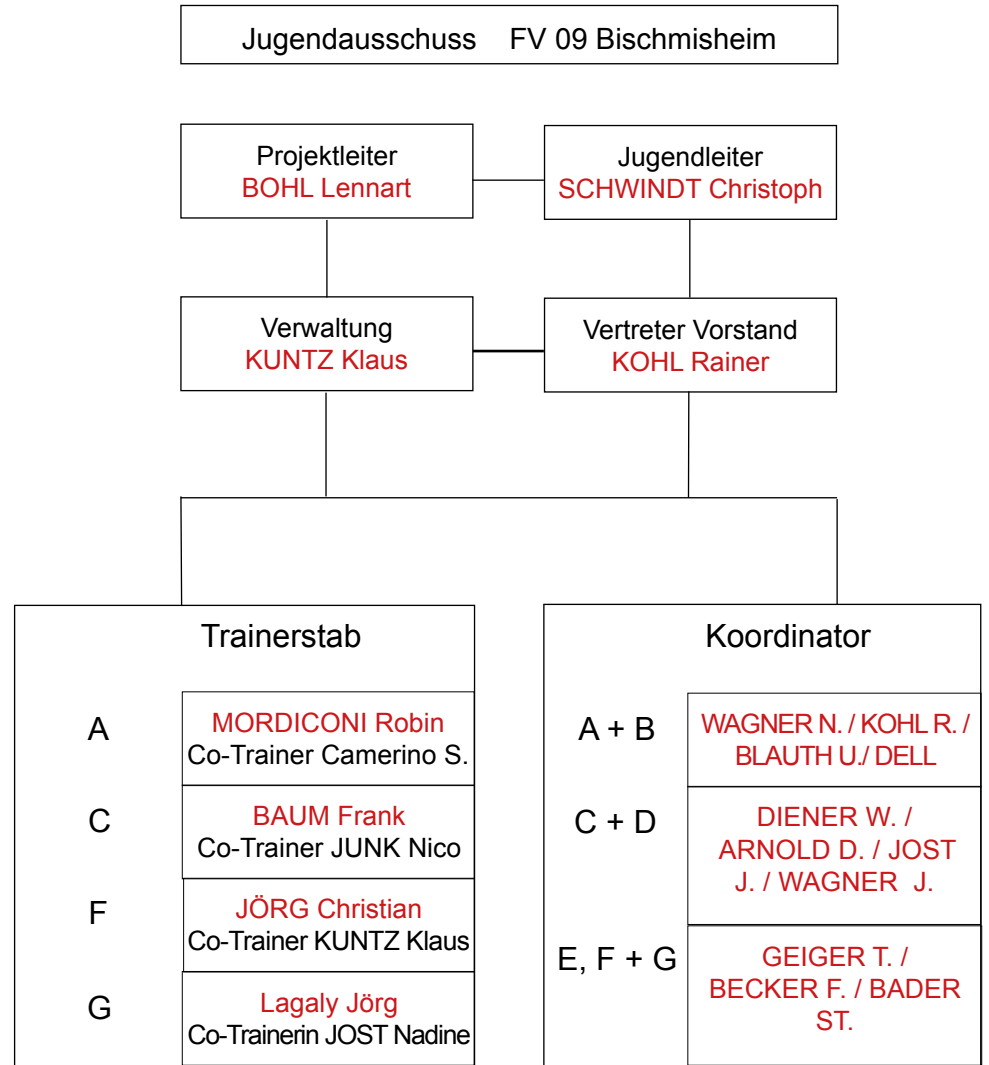 Jugendausschuss FV 09 Bischmisheim
Projektleiter
BOHL Lennart
Jugendleiter
SCHWINDT Christoph
Verwaltung
KUNTZ Klaus
Vertreter Vorstand
KOHL Rainer
Trainerstab
A
MORDICONI Robin
Co-Trainer Camerino S.
C
BAUM Frank
Co-Trainer JUNK Nico
F
JÖRG Christian
Co-Trainer KUNTZ Klaus
G
Lagaly Jörg
Co-Trainerin JOST Nadine
Koordinator
A + B
WAGNER N. / KOHL R. /
BLAUTH U./ DELL
C + D
DIENER W. /
ARNOLD D. / JOST
J. / WAGNER J.
E, F + G
GEIGER T. /
BECKER F. / BADER
ST.